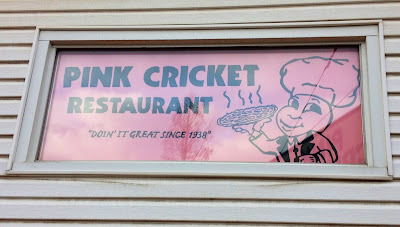 PINK CRICKET
RESTAURANT
"DOIN' IT GREAT SINCE 1938"